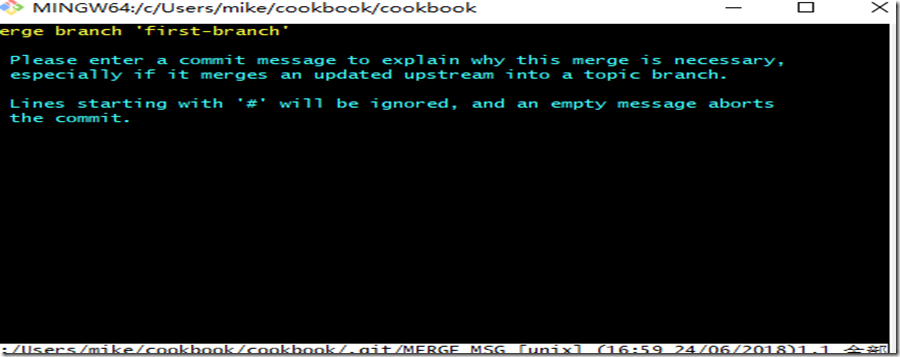 MINGW64:/c/Users/mike/cookbook/cookbook
erge branch 'first-branch'
Please enter a commit message to explain why this merge is necessary,
especially if it merges an updated upstream into a topic branch.
Lines starting with '#' will be ignored, and an empty message aborts
the commit.
:/Users/mike/cookbook/cookbook/.git/MERGE_MSG [unix] (16:59 24/06/2018)1,1 全部